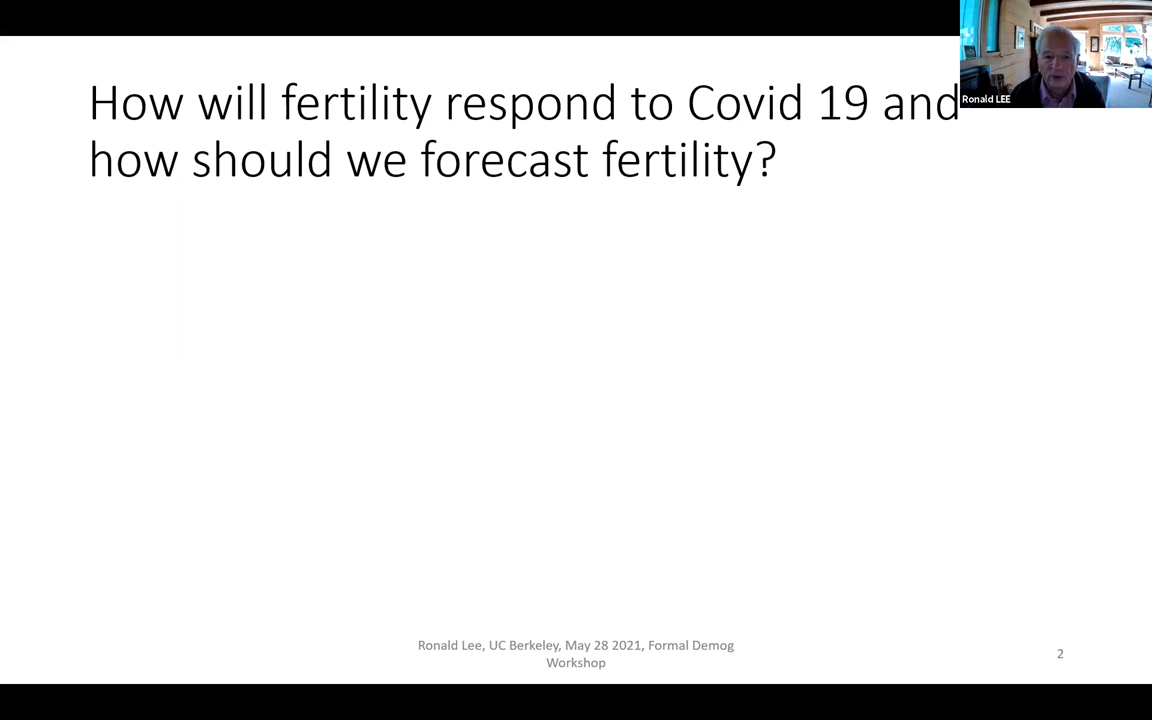 How will fertility respond to Covid 19 and
how should we forecast fertility?
Ronald LEE
Ronald Lee, UC Berkeley, May 28 2021, Formal Demog
Workshop
2